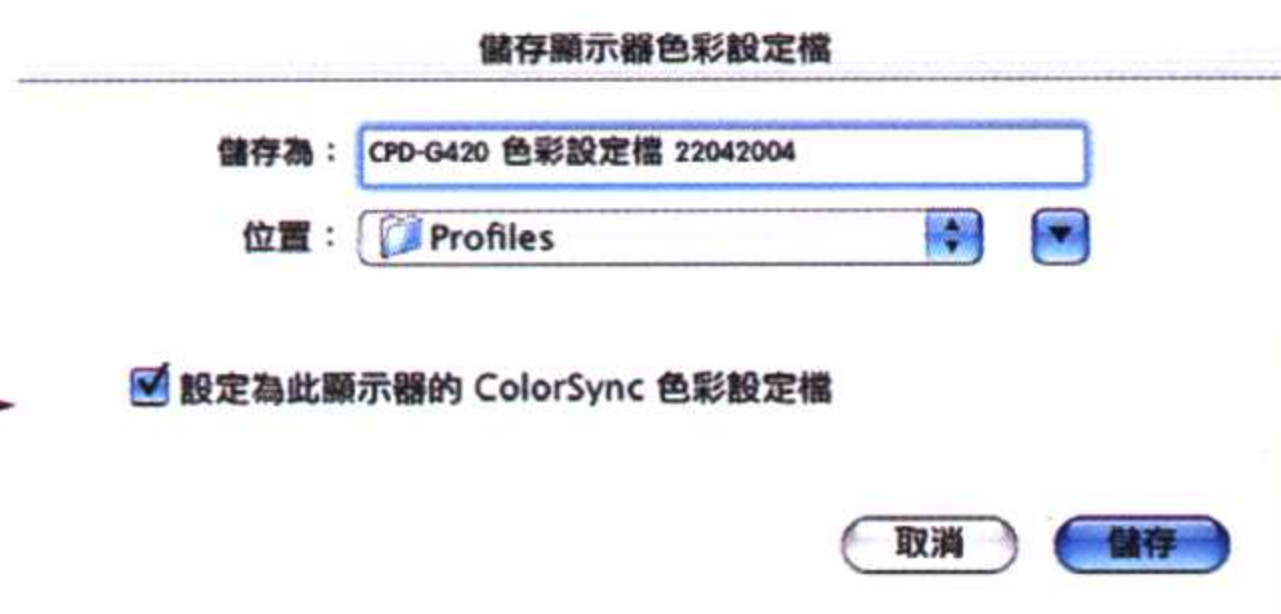 儲存顯示器色彩設定檔
儲存為：CPD-G420 色彩設定檔 22042004
位置：Profiles
設定為此顯示器的 ColorSync 色彩設定檔
取消 儲存